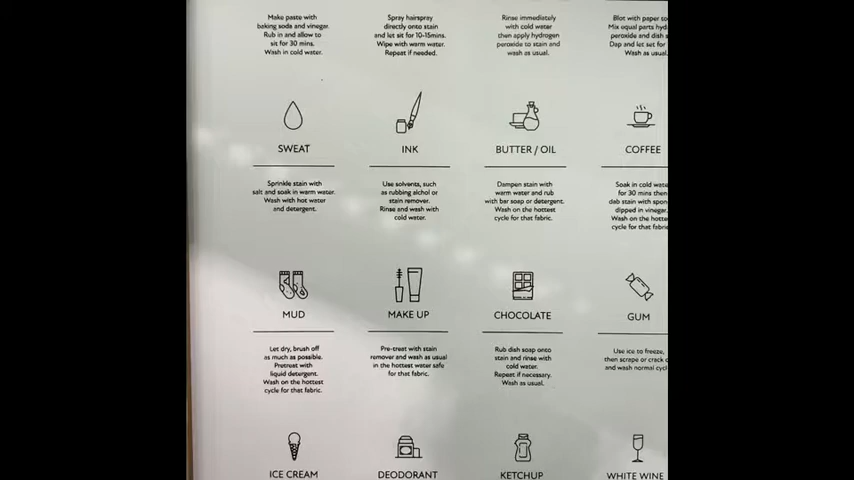 Make paste with
baking soda and vinegar.
Rub in and allow to
sit for 30 mins.
Wash in cold water.
Spray hairspray
directly onto stain
and let sit for 10-15mins.
Wipe with warm water.
Repeat if needed.
Rinse immediately
with cold water
then apply hydrogen
peroxide to stain and
wash as usual.
Blot with paper to
Mix equal parts hy
peroxide and dish
Dap and let set for
Wash as usual.
SWEAT
INK
BUTTER / OIL
COFFEE
Sprinkle stain with
salt and soak in warm water.
Wash with hot water
and detergent.
Use solvents, such
as rubbing alchol or
stain remover.
Rinse and wash with
cold water.
Dampen stain with
warm water and rub
with bar soap or detergent.
Wash on the hottest
cycle for that fabric.
Soak in cold wate
for 30 mins then
dab stain with spon
dipped in vinegar.
Wash on the hottest
cycle for that fabric
MUD
MAKE UP
CHOCOLATE
GUM
Let dry, brush off
as much as possible.
Pretreat with
liquid detergent.
Wash on the hottest
cycle for that fabric.
Pre-treat with stain
remover and wash as usual
in the hottest water safe
for that fabric.
Rub dish soap onto
stain and rinse with
cold water.
Repeat if necessary.
Wash as usual.
Use ice to freeze,
then scrape or crack
and wash normal cycl
ICE CREAM
DEODORANT
KETCHUP
WHITE WINE